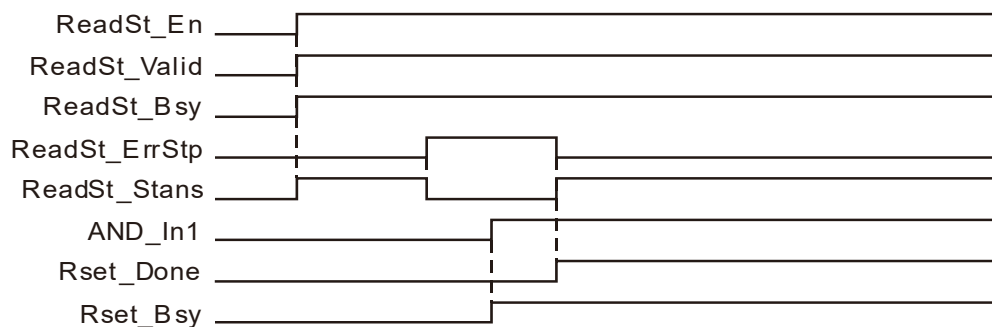 ReadSt_En
ReadSt_Valid
ReadSt_Bsy
ReadSt_ErrStp
ReadSt_Stans
AND_In1
Rset_Done
Rset_Bsy